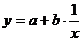 y = a + b · 1/x